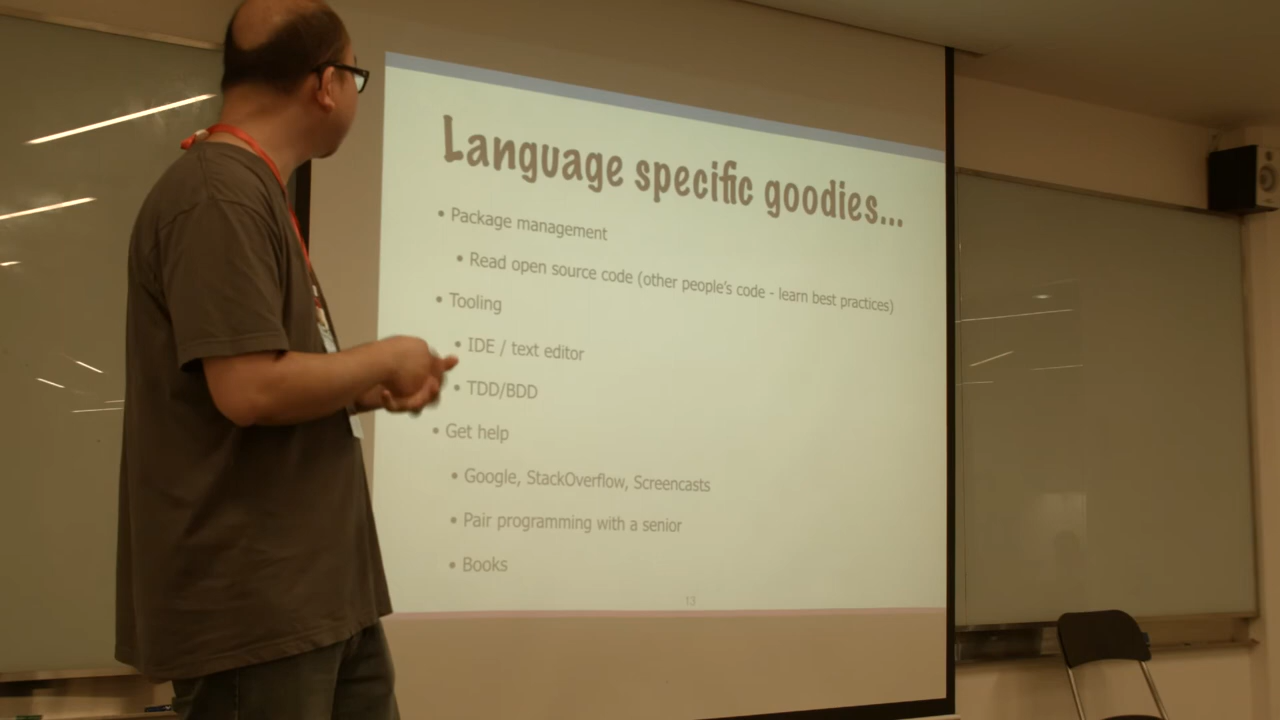 Language specific goodies...
• Package management
• Read open source code (other people's code - learn best practices)
• Tooling
• IDE / text editor
• TDD/BDD
• Get help
• Google, StackOverflow, Screencasts
• Pair programming with a senior
• Books
13